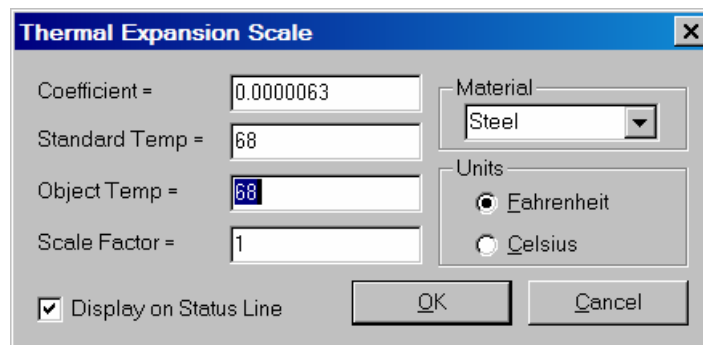 Thermal Expansion Scale
Coefficient = 0.0000063
Standard Temp = 68
Object Temp = 68
Scale Factor = 1
Display on Status Line
Material
Steel
Units
Fahrenheit
Celsius
OK
Cancel